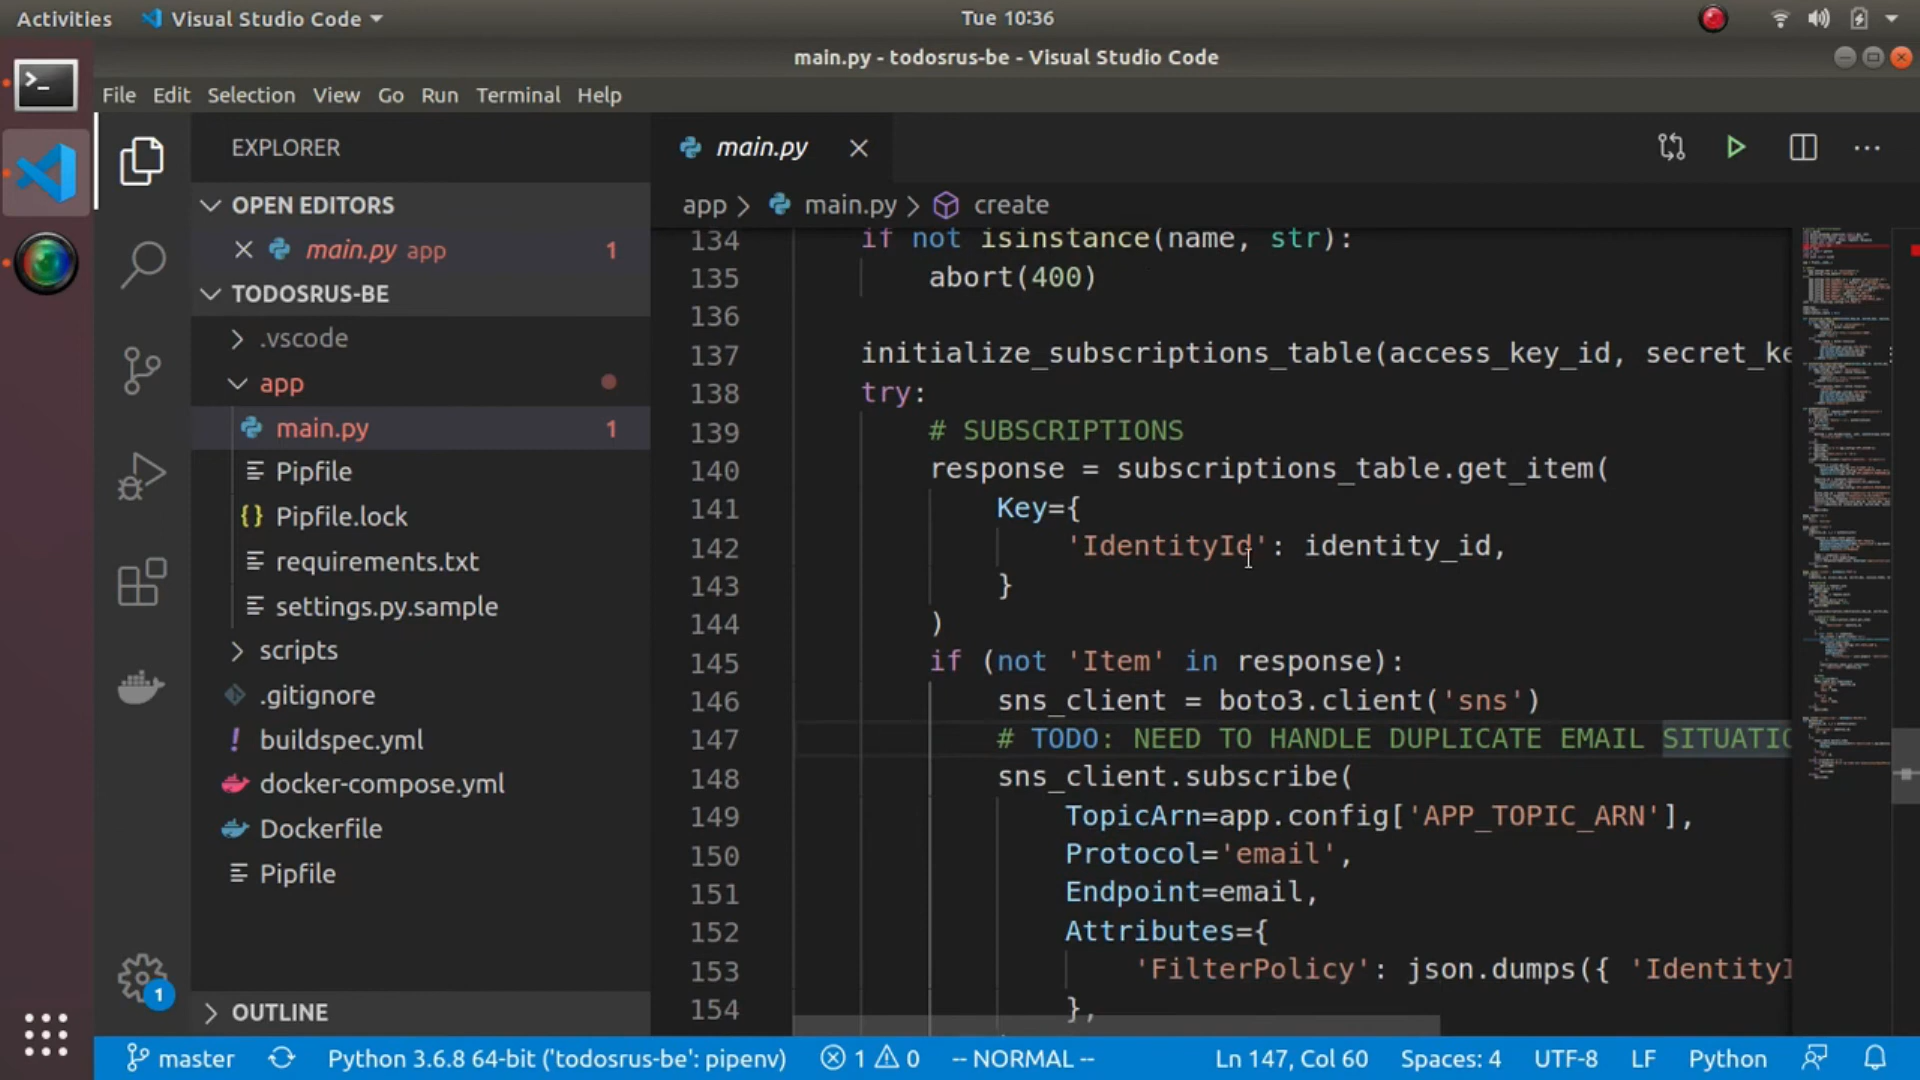 Activities Visual Studio Code Tue 10:36
main.py - todosrus-be - Visual Studio Code
File Edit Selection View Go Run Terminal Help
EXPLORER
OPEN EDITORS
main.py app 1
TODOSRUS-BE
.vscode
app
main.py 1
Pipfile
{} Pipfile.lock
requirements.txt
settings.py.sample
scripts
.gitignore
! buildspec.yml
docker-compose.yml
Dockerfile
Pipfile
OUTLINE
1
main.py
app > main.py > create
134 if not isinstance(name, str):
135 abort(400)
136
137 initialize_subscriptions_table(access_key_id, secret_ke
138 try:
139 # SUBSCRIPTIONS
140 response = subscriptions_table.get_item(
141 Key={
142 'IdentityId': identity_id,
143 }
144 )
145 if (not 'Item' in response):
146 sns_client = boto3.client('sns')
147 # TODO: NEED TO HANDLE DUPLICATE EMAIL SITUATIO
148 sns_client.subscribe(
149 TopicArn=app.config['APP_TOPIC_ARN'],
150 Protocol='email',
151 Endpoint=email,
152 Attributes={
153 'FilterPolicy': json.dumps({ 'IdentityI
154 },
master Python 3.6.8 64-bit ('todosrus-be': pipenv) 1 0 -- NORMAL -- Ln 147, Col 60 Spaces: 4 UTF-8 LF Python